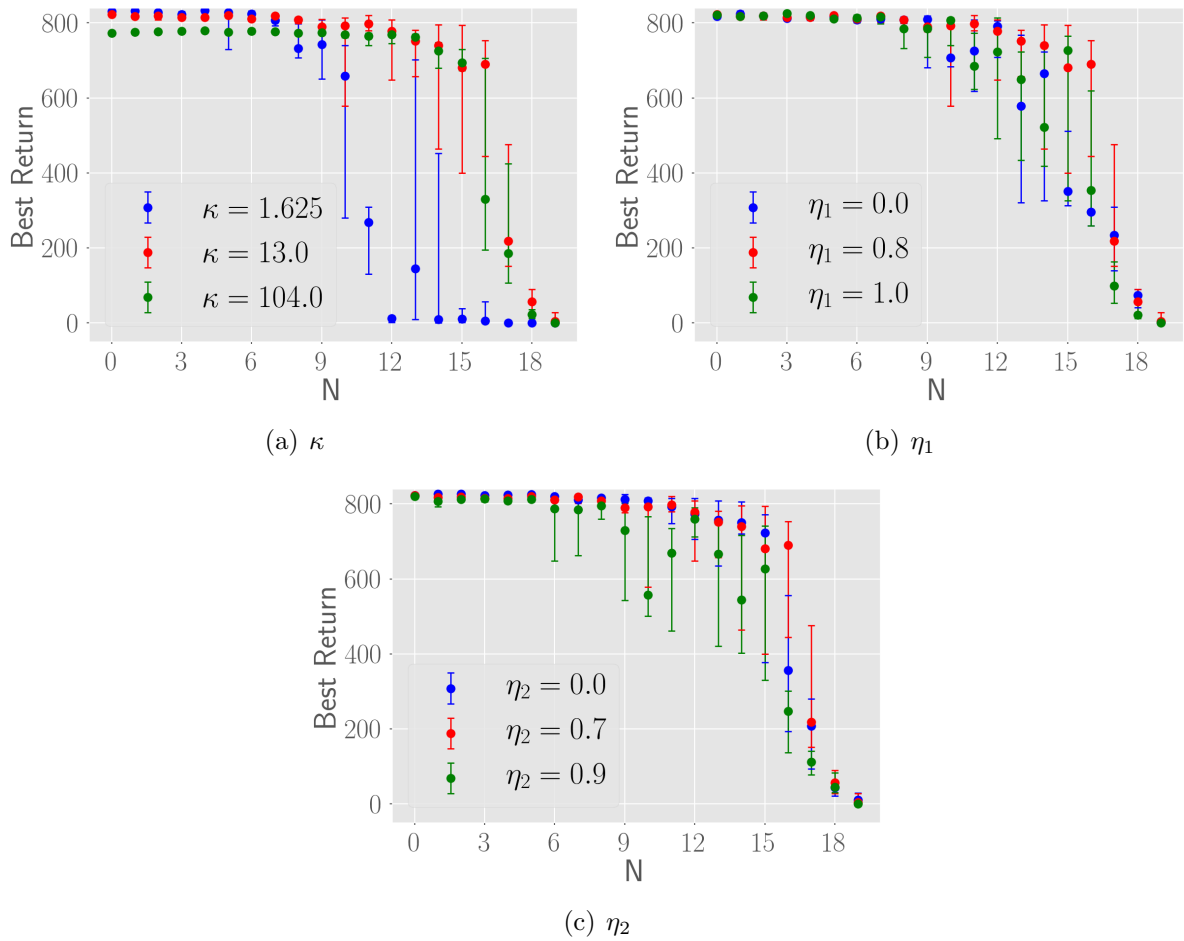 800
600
400
200
0
Best Return
κ = 1.625
κ = 13.0
κ = 104.0
0 3 6 9 12 15 18
N
(a) κ
800
600
400
200
0
Best Return
η₁ = 0.0
η₁ = 0.8
η₁ = 1.0
0 3 6 9 12 15 18
N
(b) η₁
800
600
400
200
0
Best Return
η₂ = 0.0
η₂ = 0.7
η₂ = 0.9
0 3 6 9 12 15 18
N
(c) η₂